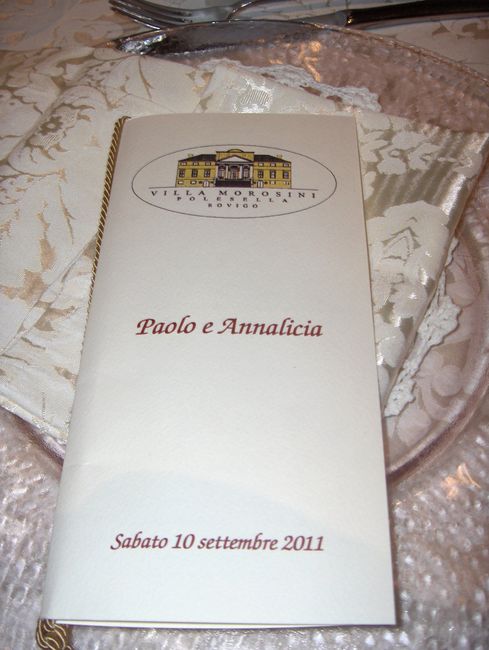 VILLA MOROSINI
POLESELLA
ROVIGO
Paolo e Annalicia
Sabato 10 settembre 2011